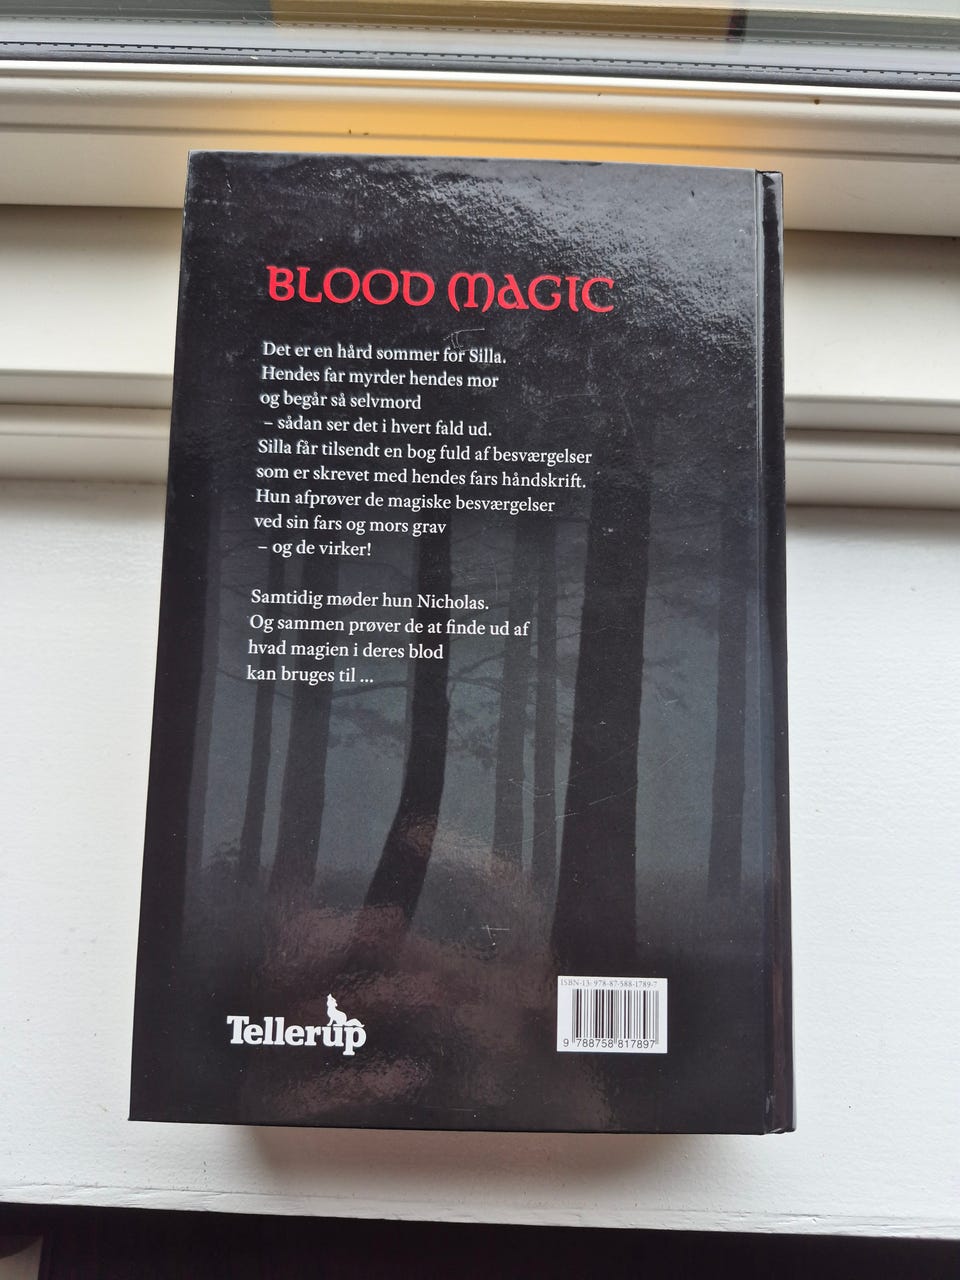 BLOOD MAGIC
Det er en hård sommer for Silla.
Hendes far myrder hendes mor
og begår så selvmord
– sådan ser det i hvert fald ud.
Silla får tilsendt en bog fuld af besværgelser
som er skrevet med hendes fars håndskrift.
Hun afprøver de magiske besværgelser
ved sin fars og mors grav
– og de virker!
Samtidig møder hun Nicholas.
Og sammen prøver de at finde ud af
hvad magien i deres blod
kan bruges til ...
Tellerup
ISBN-13: 978-87-588-1789-7
9 788758 817897